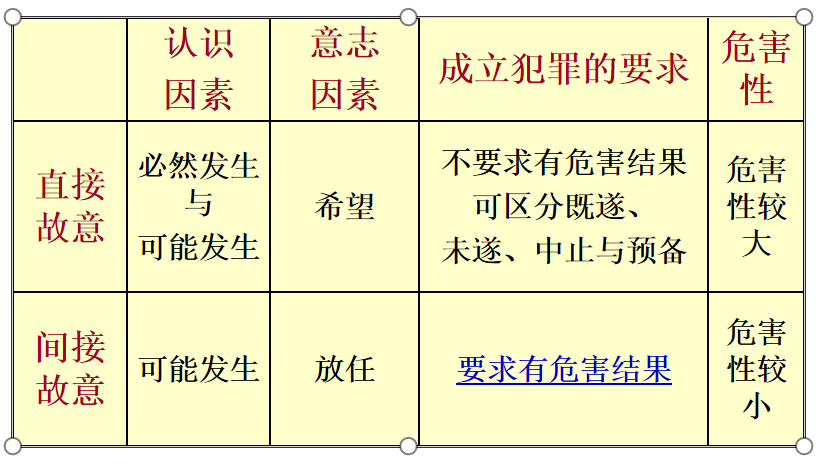 认识
因素
意志
因素
成立犯罪的要求
危害
性
直接
故意
必然发生
与
可能发生
希望
不要求有危害结果
可区分既遂、
未遂、中止与预备
危害
性较
大
间接
故意
可能发生
放任
要求有危害结果
危害
性较
小